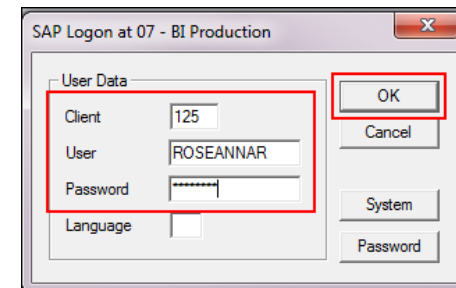 SAP Logon at 07 - BI Production
User Data
Client 125
User ROSEANNAR
Password ********
Language
OK
Cancel
System
Password